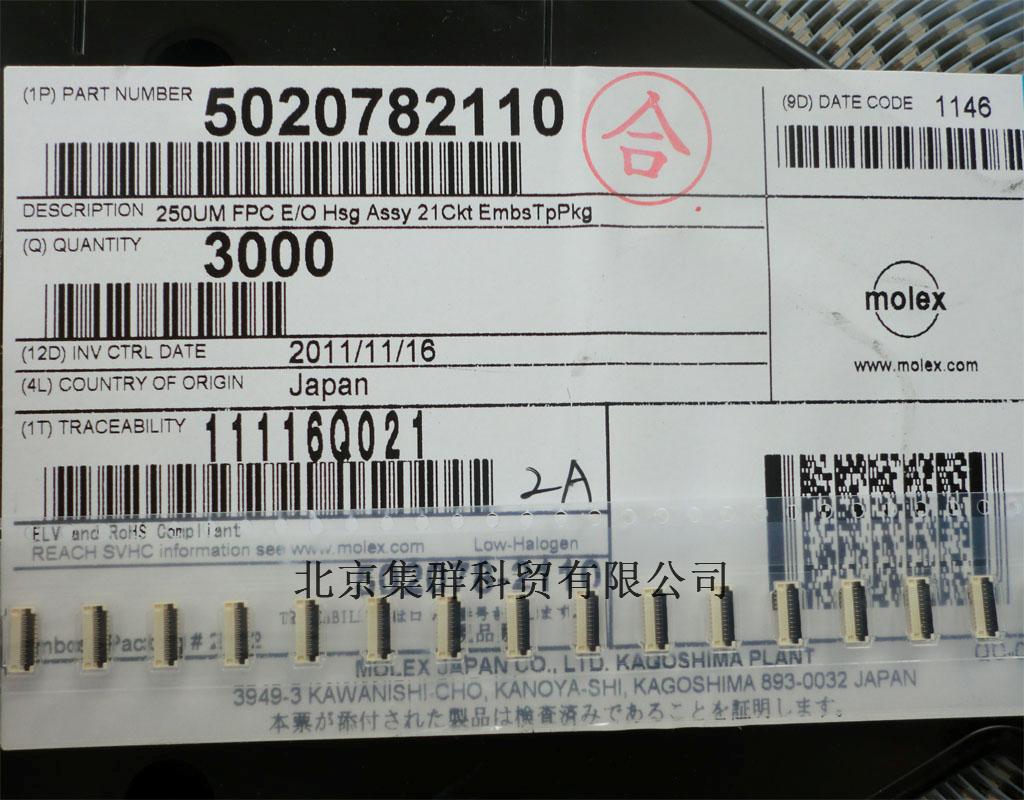 (1P) PART NUMBER 5020782110
合
(9D) DATE CODE 1146
DESCRIPTION 250UM FPC E/O Hsg Assy 21Ckt EmbsTpPkg
(Q) QUANTITY 3000
molex
www.molex.com
(12D) INV CTRL DATE 2011/11/16
(4L) COUNTRY OF ORIGIN Japan
(1T) TRACEABILITY 11116Q021
2A
ELV and RoHS Compliant
REACH SVHC information see www.molex.com Low-Halogen
北京集群科贸有限公司
MOLEX JAPAN CO., LTD. KAGOSHIMA PLANT
3949-3 KAWANISHI-CHO, KANOYA-SHI, KAGOSHIMA 893-0032 JAPAN
本票が添付された製品は検査済みであることを証明します。